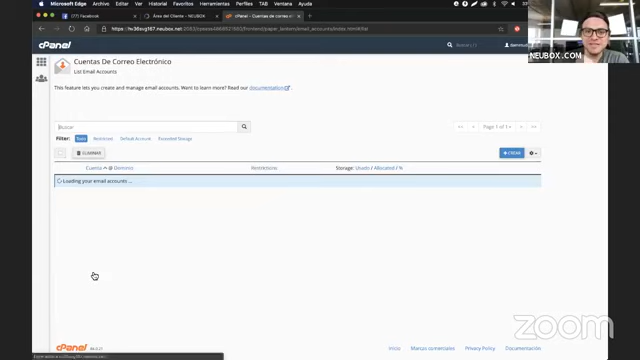 Microsoft Edge Archivo Edición Ver Historial Favoritos Herramientas Perfiles TAB Ventana
(77) Facebook
Área del Cliente - NEUBOX
cPanel - Cuentas de correo el
cPanel
Buscar
Cuentas De Correo Electrónico
List Email Accounts
This feature lets you create and manage email accounts. Want to learn more? Read our documentation
NEUBOX.COM
Buscar
Page 1 of 1
Filter: Restricted Default Account Exceeded Storage
ELIMINAR
+ CREAR
Cuenta @ Dominio Restrictions Storage: Usado / Allocated / %
Loading your email accounts ...
zoom
cPanel
Inicio Marcas comerciales Privacy Policy Documentación